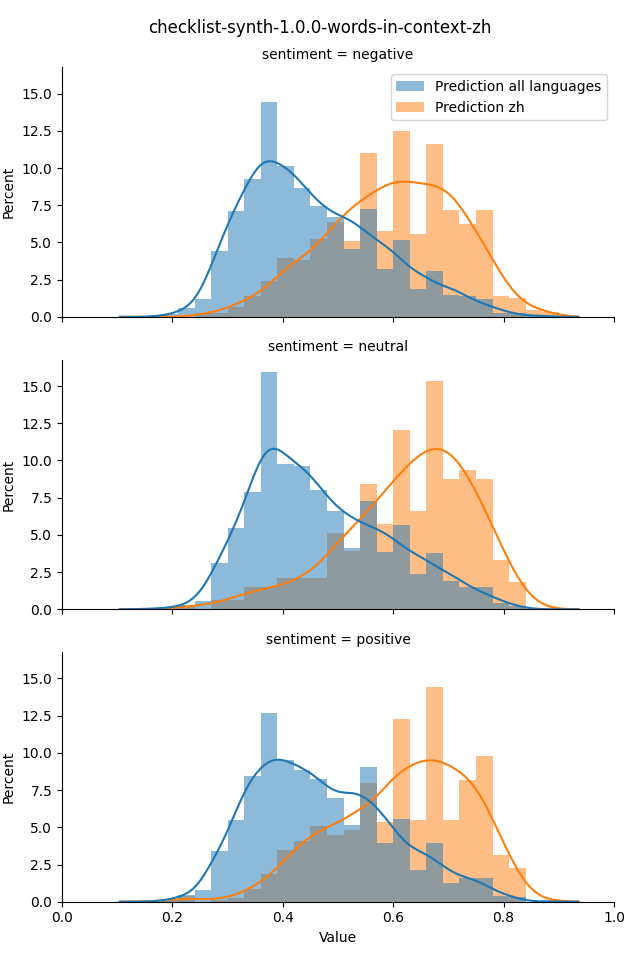 checklist-synth-1.0.0-words-in-context-zh
sentiment = negative
Prediction all languages
Prediction zh
15.0
12.5
10.0
7.5
5.0
2.5
0.0
Percent
sentiment = neutral
15.0
12.5
10.0
7.5
5.0
2.5
0.0
Percent
sentiment = positive
15.0
12.5
10.0
7.5
5.0
2.5
0.0
Percent
0.0 0.2 0.4 0.6 0.8 1.0
Value